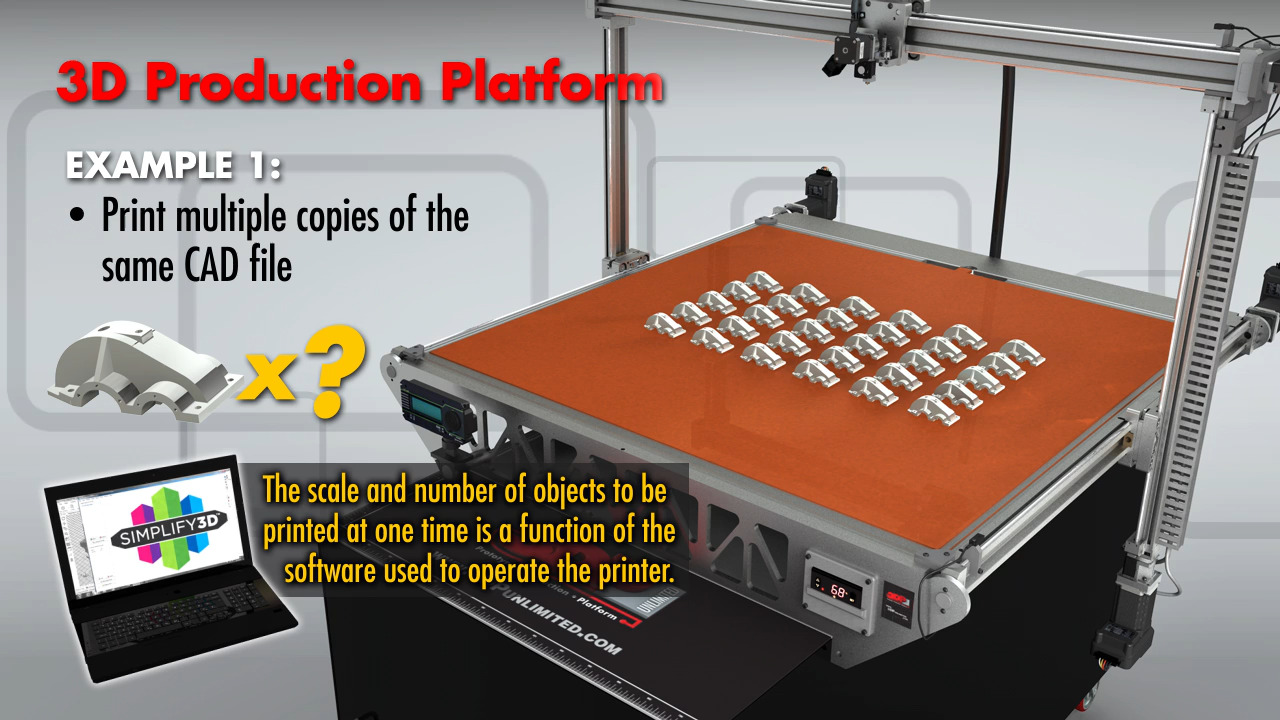 3D Production Platform
EXAMPLE 1:
• Print multiple copies of the
same CAD file
x?
SIMPLIFY3D
The scale and number of objects to be
printed at one time is a function of the
software used to operate the printer.
Platform
UNLIMITED
PUNLIMITED.COM
68°